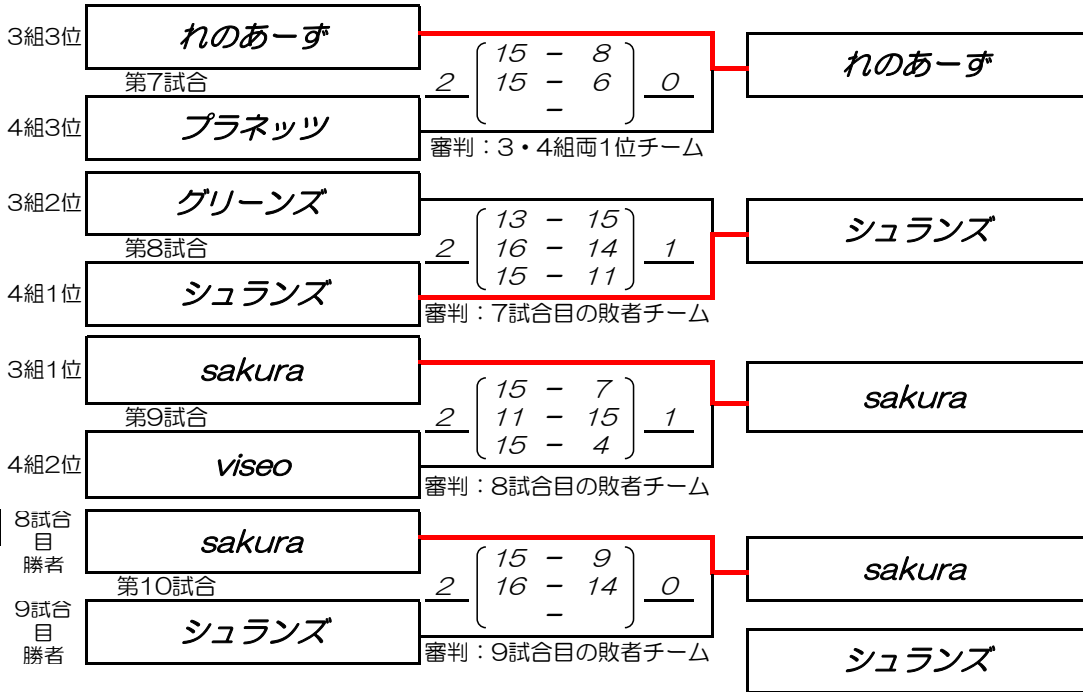 3組3位 れのあーず
第7試合
4組3位 プラネッツ
2 15 - 8 0
15 - 6
-
審判：3・4組両1位チーム
れのあーず
3組2位 グリーンズ
第8試合
4組1位 シュランズ
2 13 - 15 1
16 - 14
15 - 11
審判：7試合目の敗者チーム
シュランズ
3組1位 sakura
第9試合
4組2位 viseo
2 15 - 7 1
11 - 15
15 - 4
審判：8試合目の敗者チーム
sakura
8試合
目
勝者
sakura
第10試合
9試合
目
勝者
シュランズ
2 15 - 9 0
16 - 14
-
審判：9試合目の敗者チーム
sakura
シュランズ